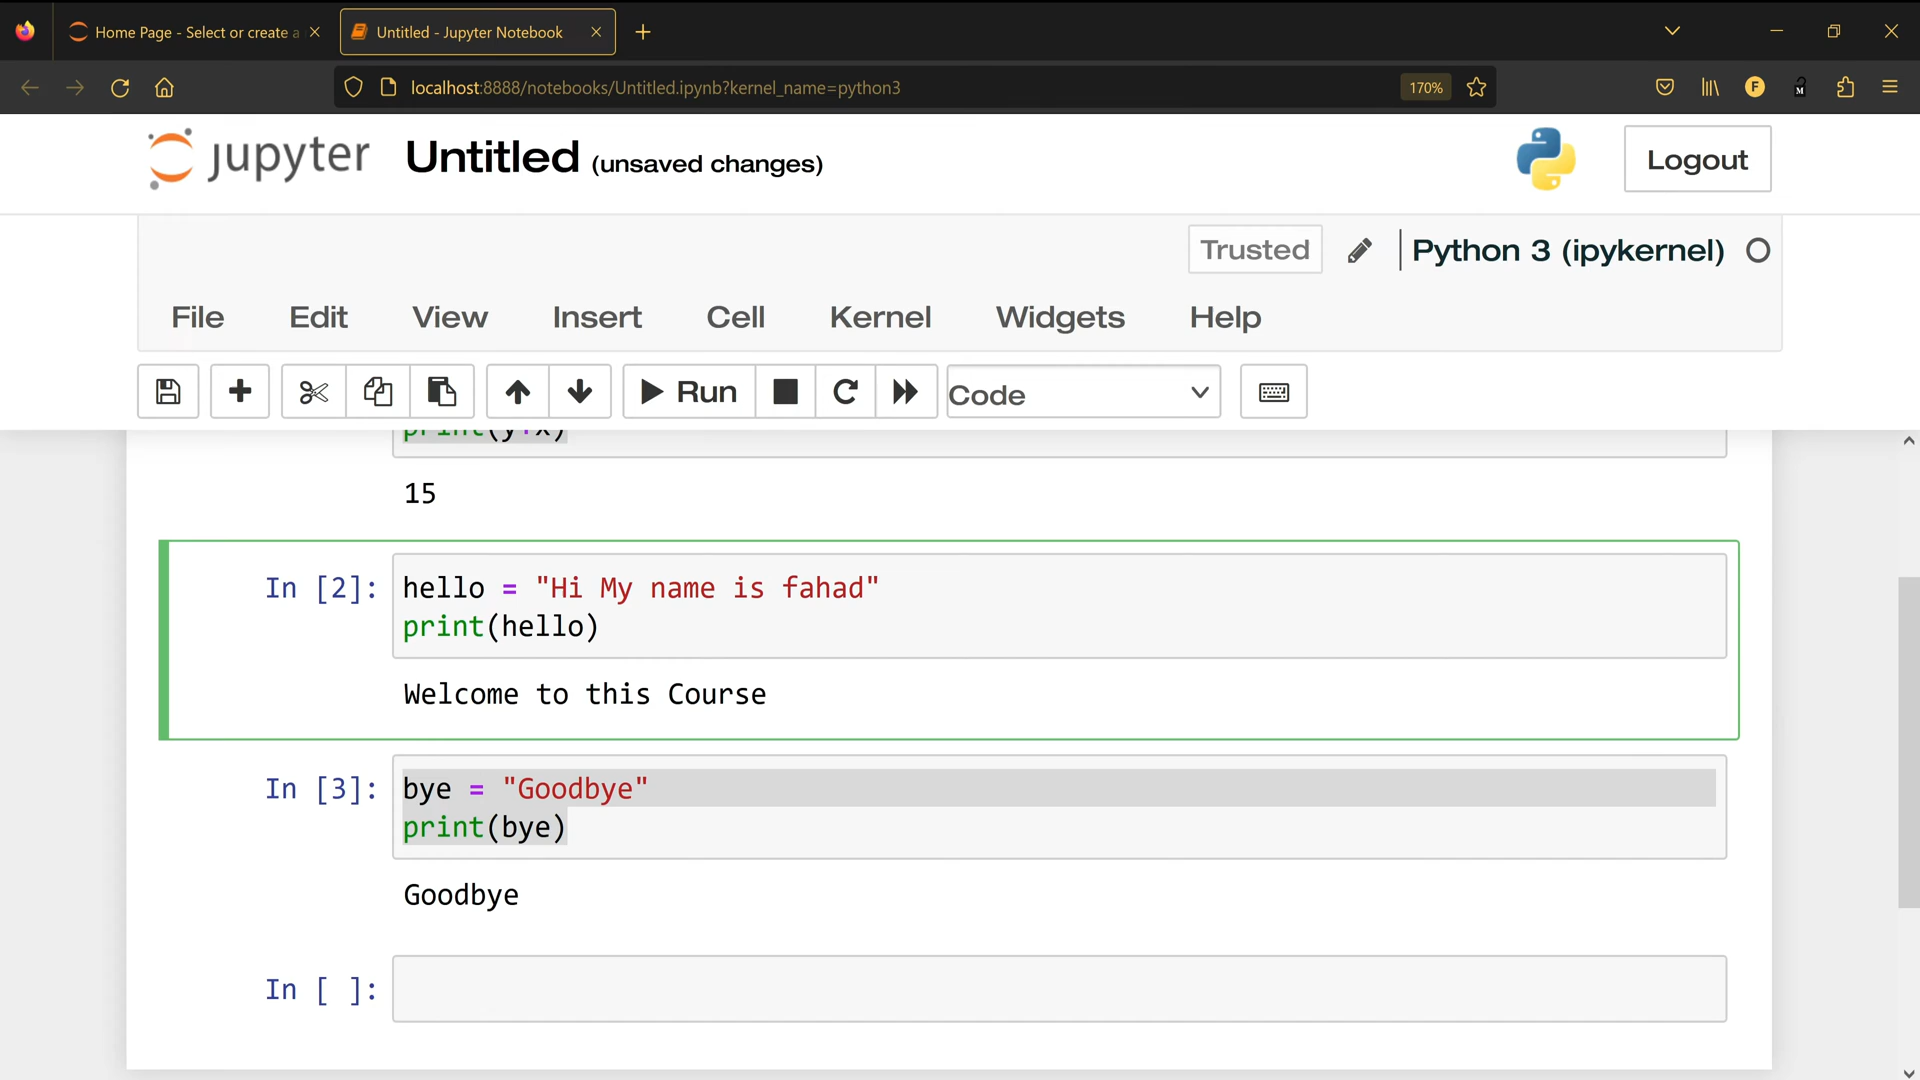 Home Page - Select or create a
Untitled - Jupyter Notebook
localhost:8888/notebooks/Untitled.ipynb?kernel_name=python3
170%
F
M
jupyter
Untitled (unsaved changes)
Logout
Trusted
Python 3 (ipykernel)
File Edit View Insert Cell Kernel Widgets Help
Run
Code
print(y+x)
15
In [2]: hello = "Hi My name is fahad"
print(hello)
Welcome to this Course
In [3]: bye = "Goodbye"
print(bye)
Goodbye
In [ ]: